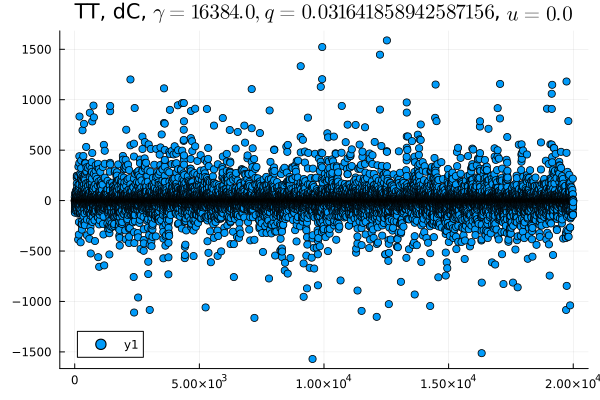 TT, dC, γ = 16384.0, q = 0.031641858942587156, u = 0.0
1500
1000
500
0
−500
−1000
−1500
y1
0 5.00×10³ 1.00×10⁴ 1.50×10⁴ 2.00×10⁴